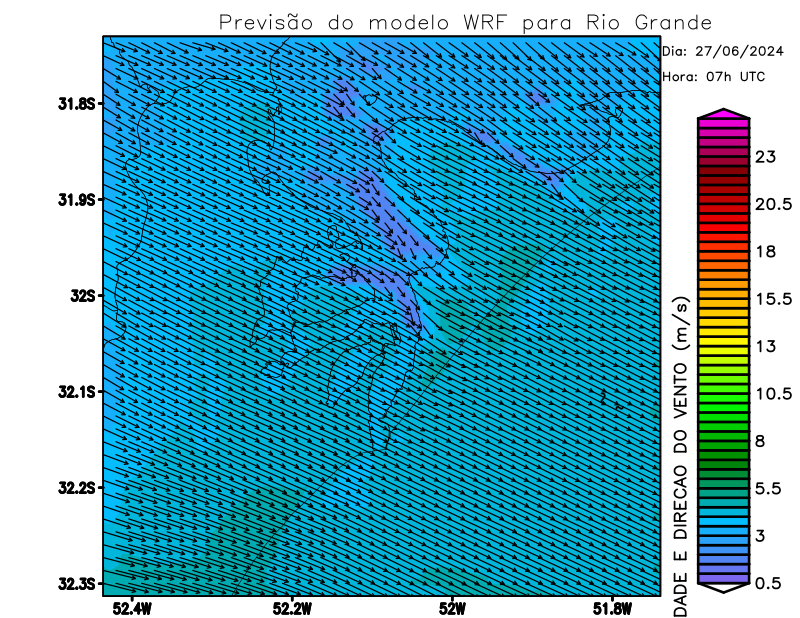 Previsão do modelo WRF para Rio Grande
Dia: 27/06/2024
Hora: 07h UTC
31.8S
31.9S
32S
32.1S
32.2S
32.3S
52.4W
52.2W
52W
51.8W
23
20.5
18
15.5
13
10.5
8
5.5
3
0.5
DADE E DIRECAO DO VENTO (m/s)